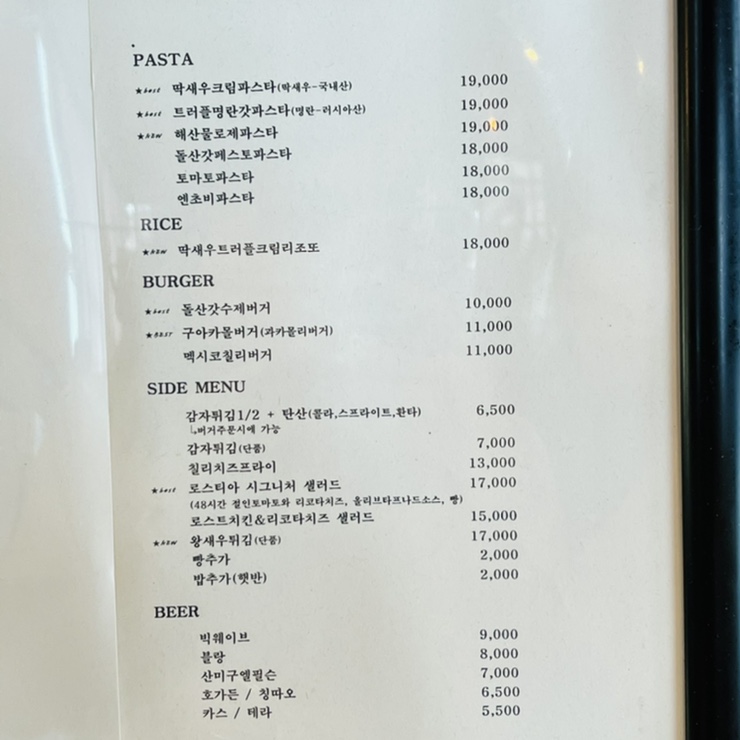 PASTA
★best 딱새우크림파스타(딱새우-국내산) 19,000
★best 트러플명란갓파스타(명란-러시아산) 19,000
★NEW 해산물로제파스타 19,000
돌산갓페스토파스타 18,000
토마토파스타 18,000
엔초비파스타 18,000
RICE
★NEW 딱새우트러플크림리조또 18,000
BURGER
★best 돌산갓수제버거 10,000
★BEST 구아카몰버거(과카몰리버거) 11,000
멕시코칠리버거 11,000
SIDE MENU
감자튀김1/2 + 탄산(콜라,스프라이트,환타) 6,500
↳버거주문시에 가능
감자튀김(단품) 7,000
칠리치즈프라이 13,000
★best 로스티아 시그니처 샐러드 17,000
(48시간 절인토마토와 리코타치즈, 올리브타프나드소스, 빵)
로스트치킨&리코타치즈 샐러드 15,000
★NEW 왕새우튀김(단품) 17,000
빵추가 2,000
밥추가(햇반) 2,000
BEER
빅웨이브 9,000
블랑 8,000
산미구엘필슨 7,000
호가든 / 칭따오 6,500
카스 / 테라 5,500